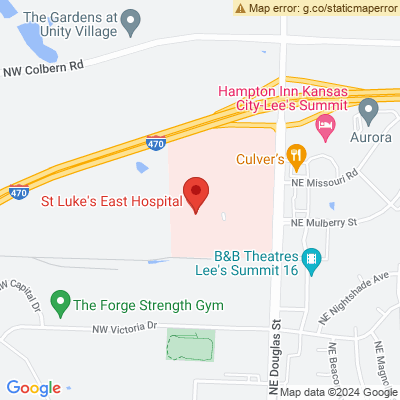 Map error: g.co/staticmaperror
The Gardens at
Unity Village
NW Colbern Rd
Hampton Inn Kansas
City-Lee's Summit
Aurora
470
Culver's
NE Missouri Rd
470
St Luke's East Hospital
NE Mulberry St
B&B Theatres
Lee's Summit 16
NE Nightshade Ave
W Capital Dr
The Forge Strength Gym
NW Victoria Dr
NE Douglas St
NE Beaco
NE Magno
Google
Map data ©2024 Google